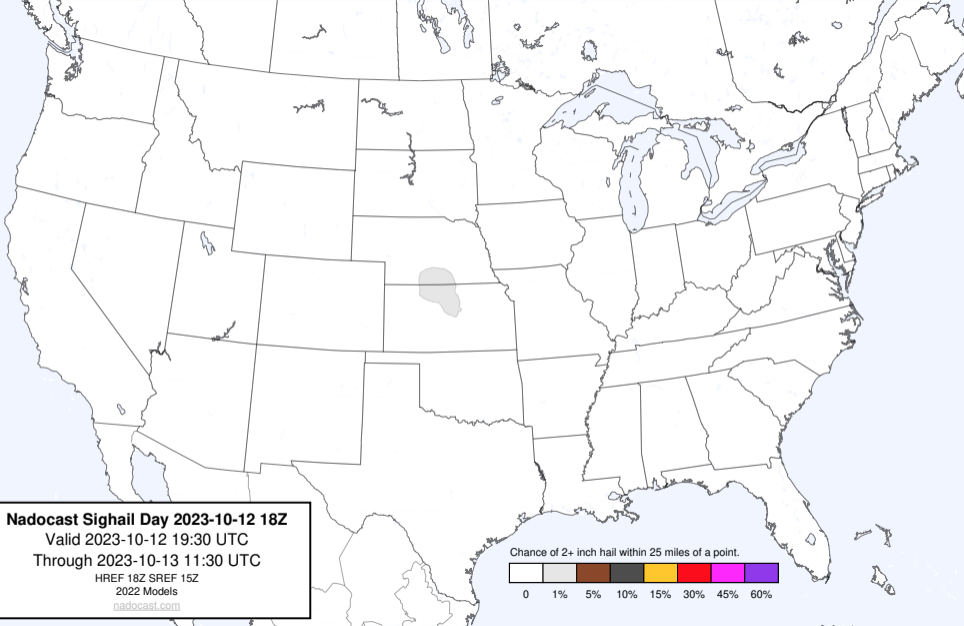 Nadocast Sighail Day 2023-10-12 18Z
Valid 2023-10-12 19:30 UTC
Through 2023-10-13 11:30 UTC
HREF 18Z SREF 15Z
2022 Models
nadocast.com
Chance of 2+ inch hail within 25 miles of a point.
0 1% 5% 10% 15% 30% 45% 60%